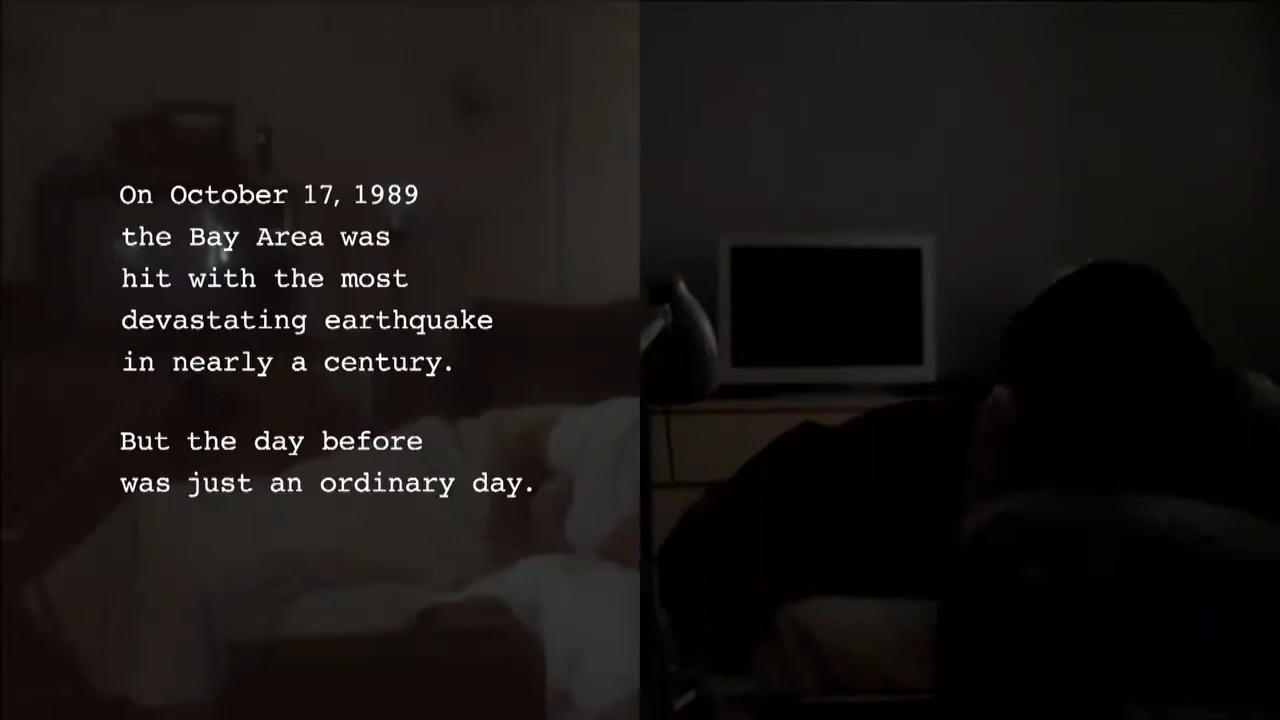 On October 17, 1989
the Bay Area was
hit with the most
devastating earthquake
in nearly a century.
But the day before
was just an ordinary day.